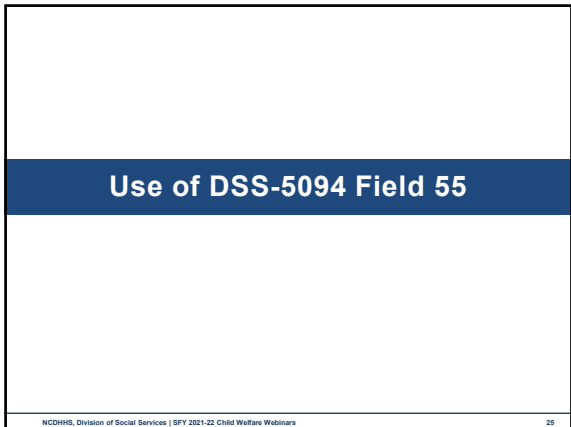 Use of DSS-5094 Field 55
NCDHHS, Division of Social Services | SFY 2021-22 Child Welfare Webinars 25